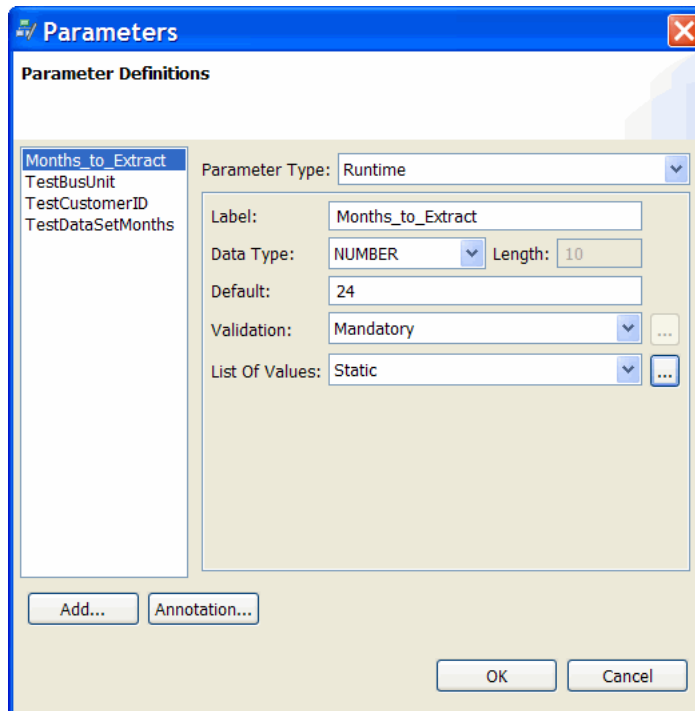 Parameters
Parameter Definitions
Months_to_Extract
TestBusUnit
TestCustomerID
TestDataSetMonths
Parameter Type: Runtime
Label: Months_to_Extract
Data Type: NUMBER Length: 10
Default: 24
Validation: Mandatory ...
List Of Values: Static ...
Add... Annotation...
OK Cancel